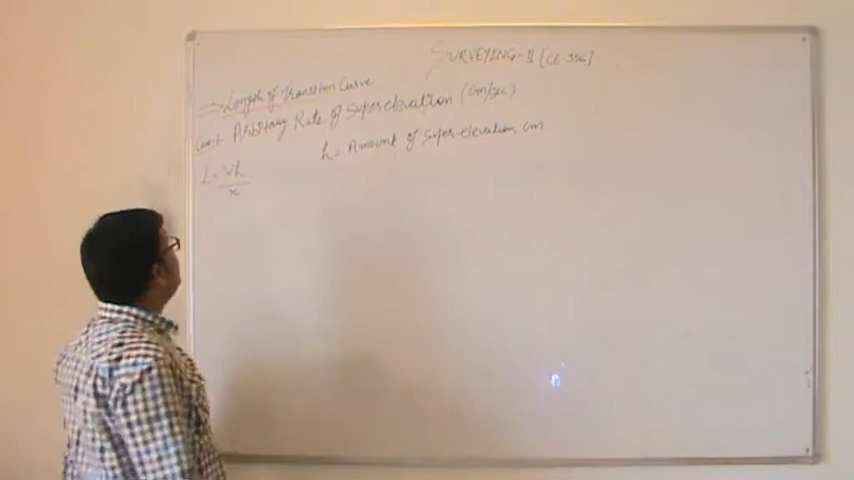 SURVEYING-II [CE-356]
→ Length of Transition Curve
Case-1 Arbitrary Rate of Superelevation (cm/sec)
h = Amount of Super-elevation cm
L = Vh
x